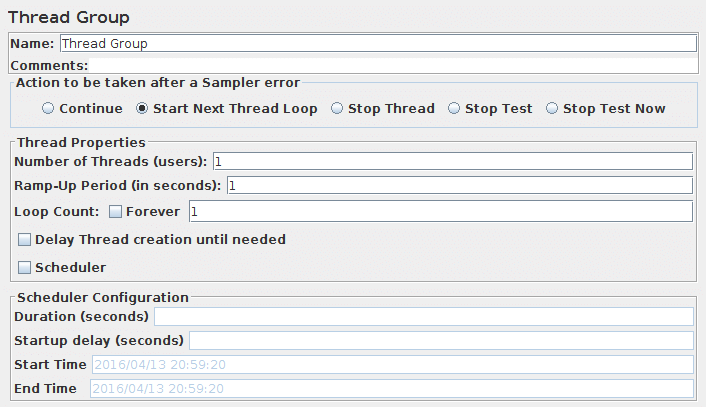 Thread Group
Name: Thread Group
Comments:
Action to be taken after a Sampler error
Continue Start Next Thread Loop Stop Thread Stop Test Stop Test Now
Thread Properties
Number of Threads (users): 1
Ramp-Up Period (in seconds): 1
Loop Count: Forever 1
Delay Thread creation until needed
Scheduler
Scheduler Configuration
Duration (seconds)
Startup delay (seconds)
Start Time 2016/04/13 20:59:20
End Time 2016/04/13 20:59:20